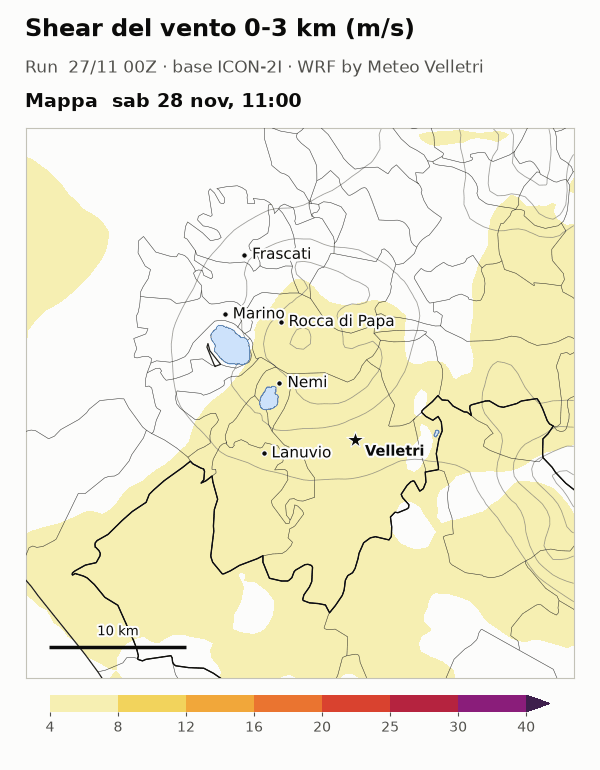 Shear del vento 0-3 km (m/s)
Run  27/11 00Z · base ICON-2I · WRF by Meteo Velletri
Mappa  sab 28 nov, 11:00
Frascati
Marino
Rocca di Papa
Nemi
Velletri
Lanuvio
10 km
4 8 12 16 20 25 30 40